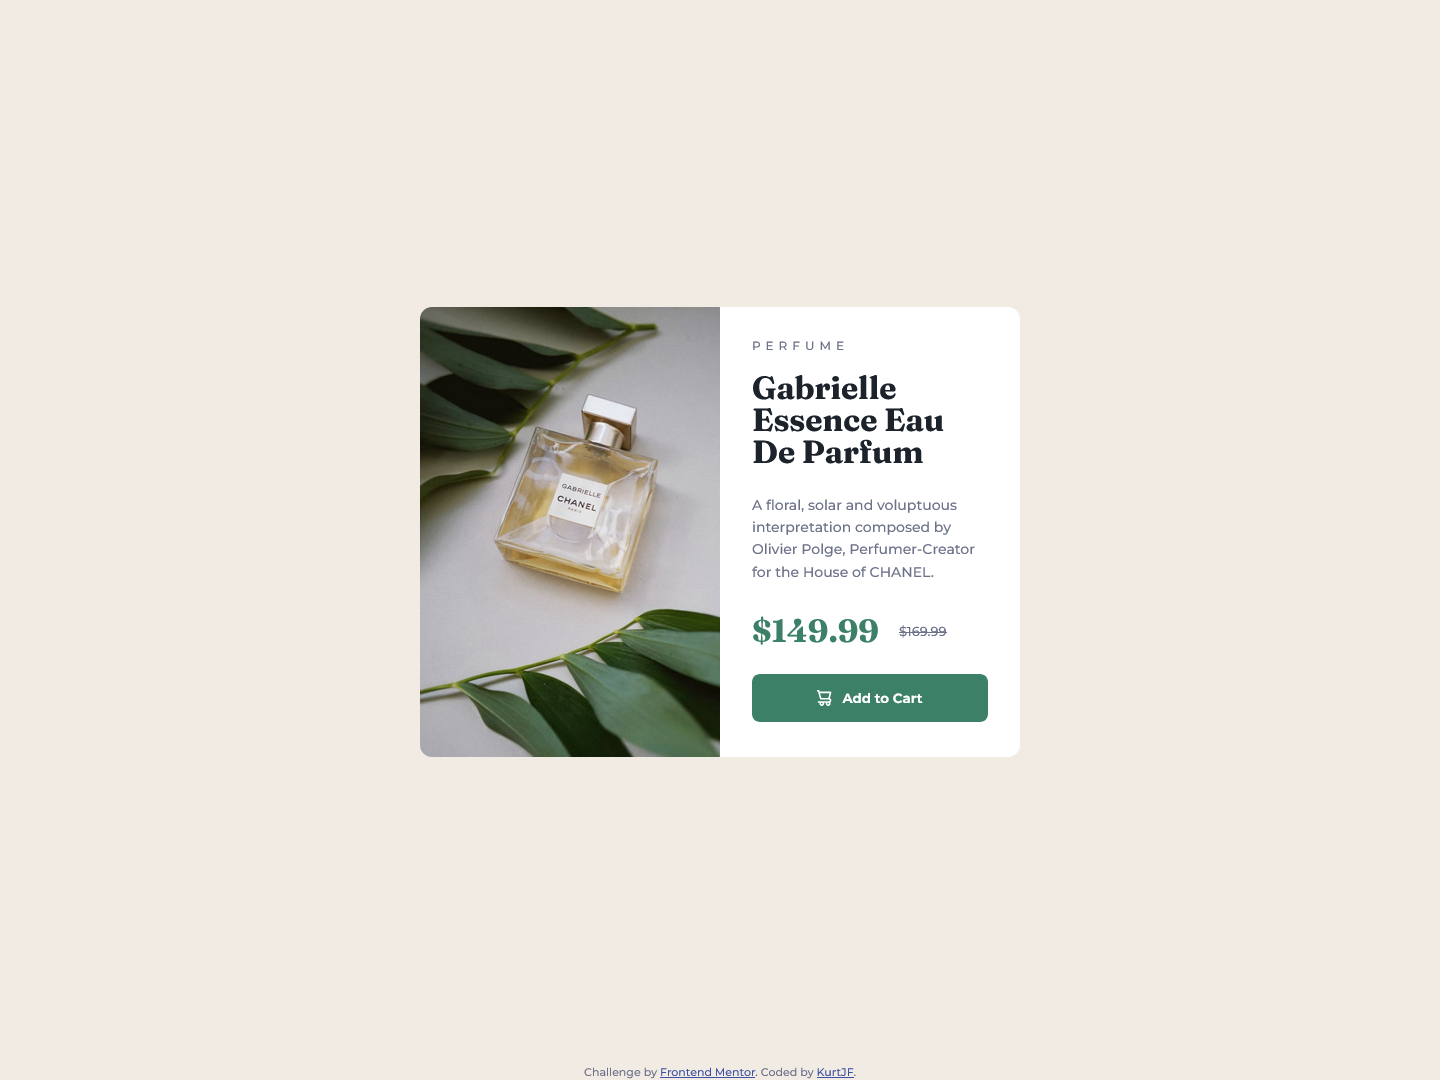 GABRIELLE
CHANEL
PARIS
PERFUME
Gabrielle
Essence Eau
De Parfum
A floral, solar and voluptuous
interpretation composed by
Olivier Polge, Perfumer-Creator
for the House of CHANEL.
$149.99 $169.99
Add to Cart
Challenge by Frontend Mentor. Coded by KurtJF.